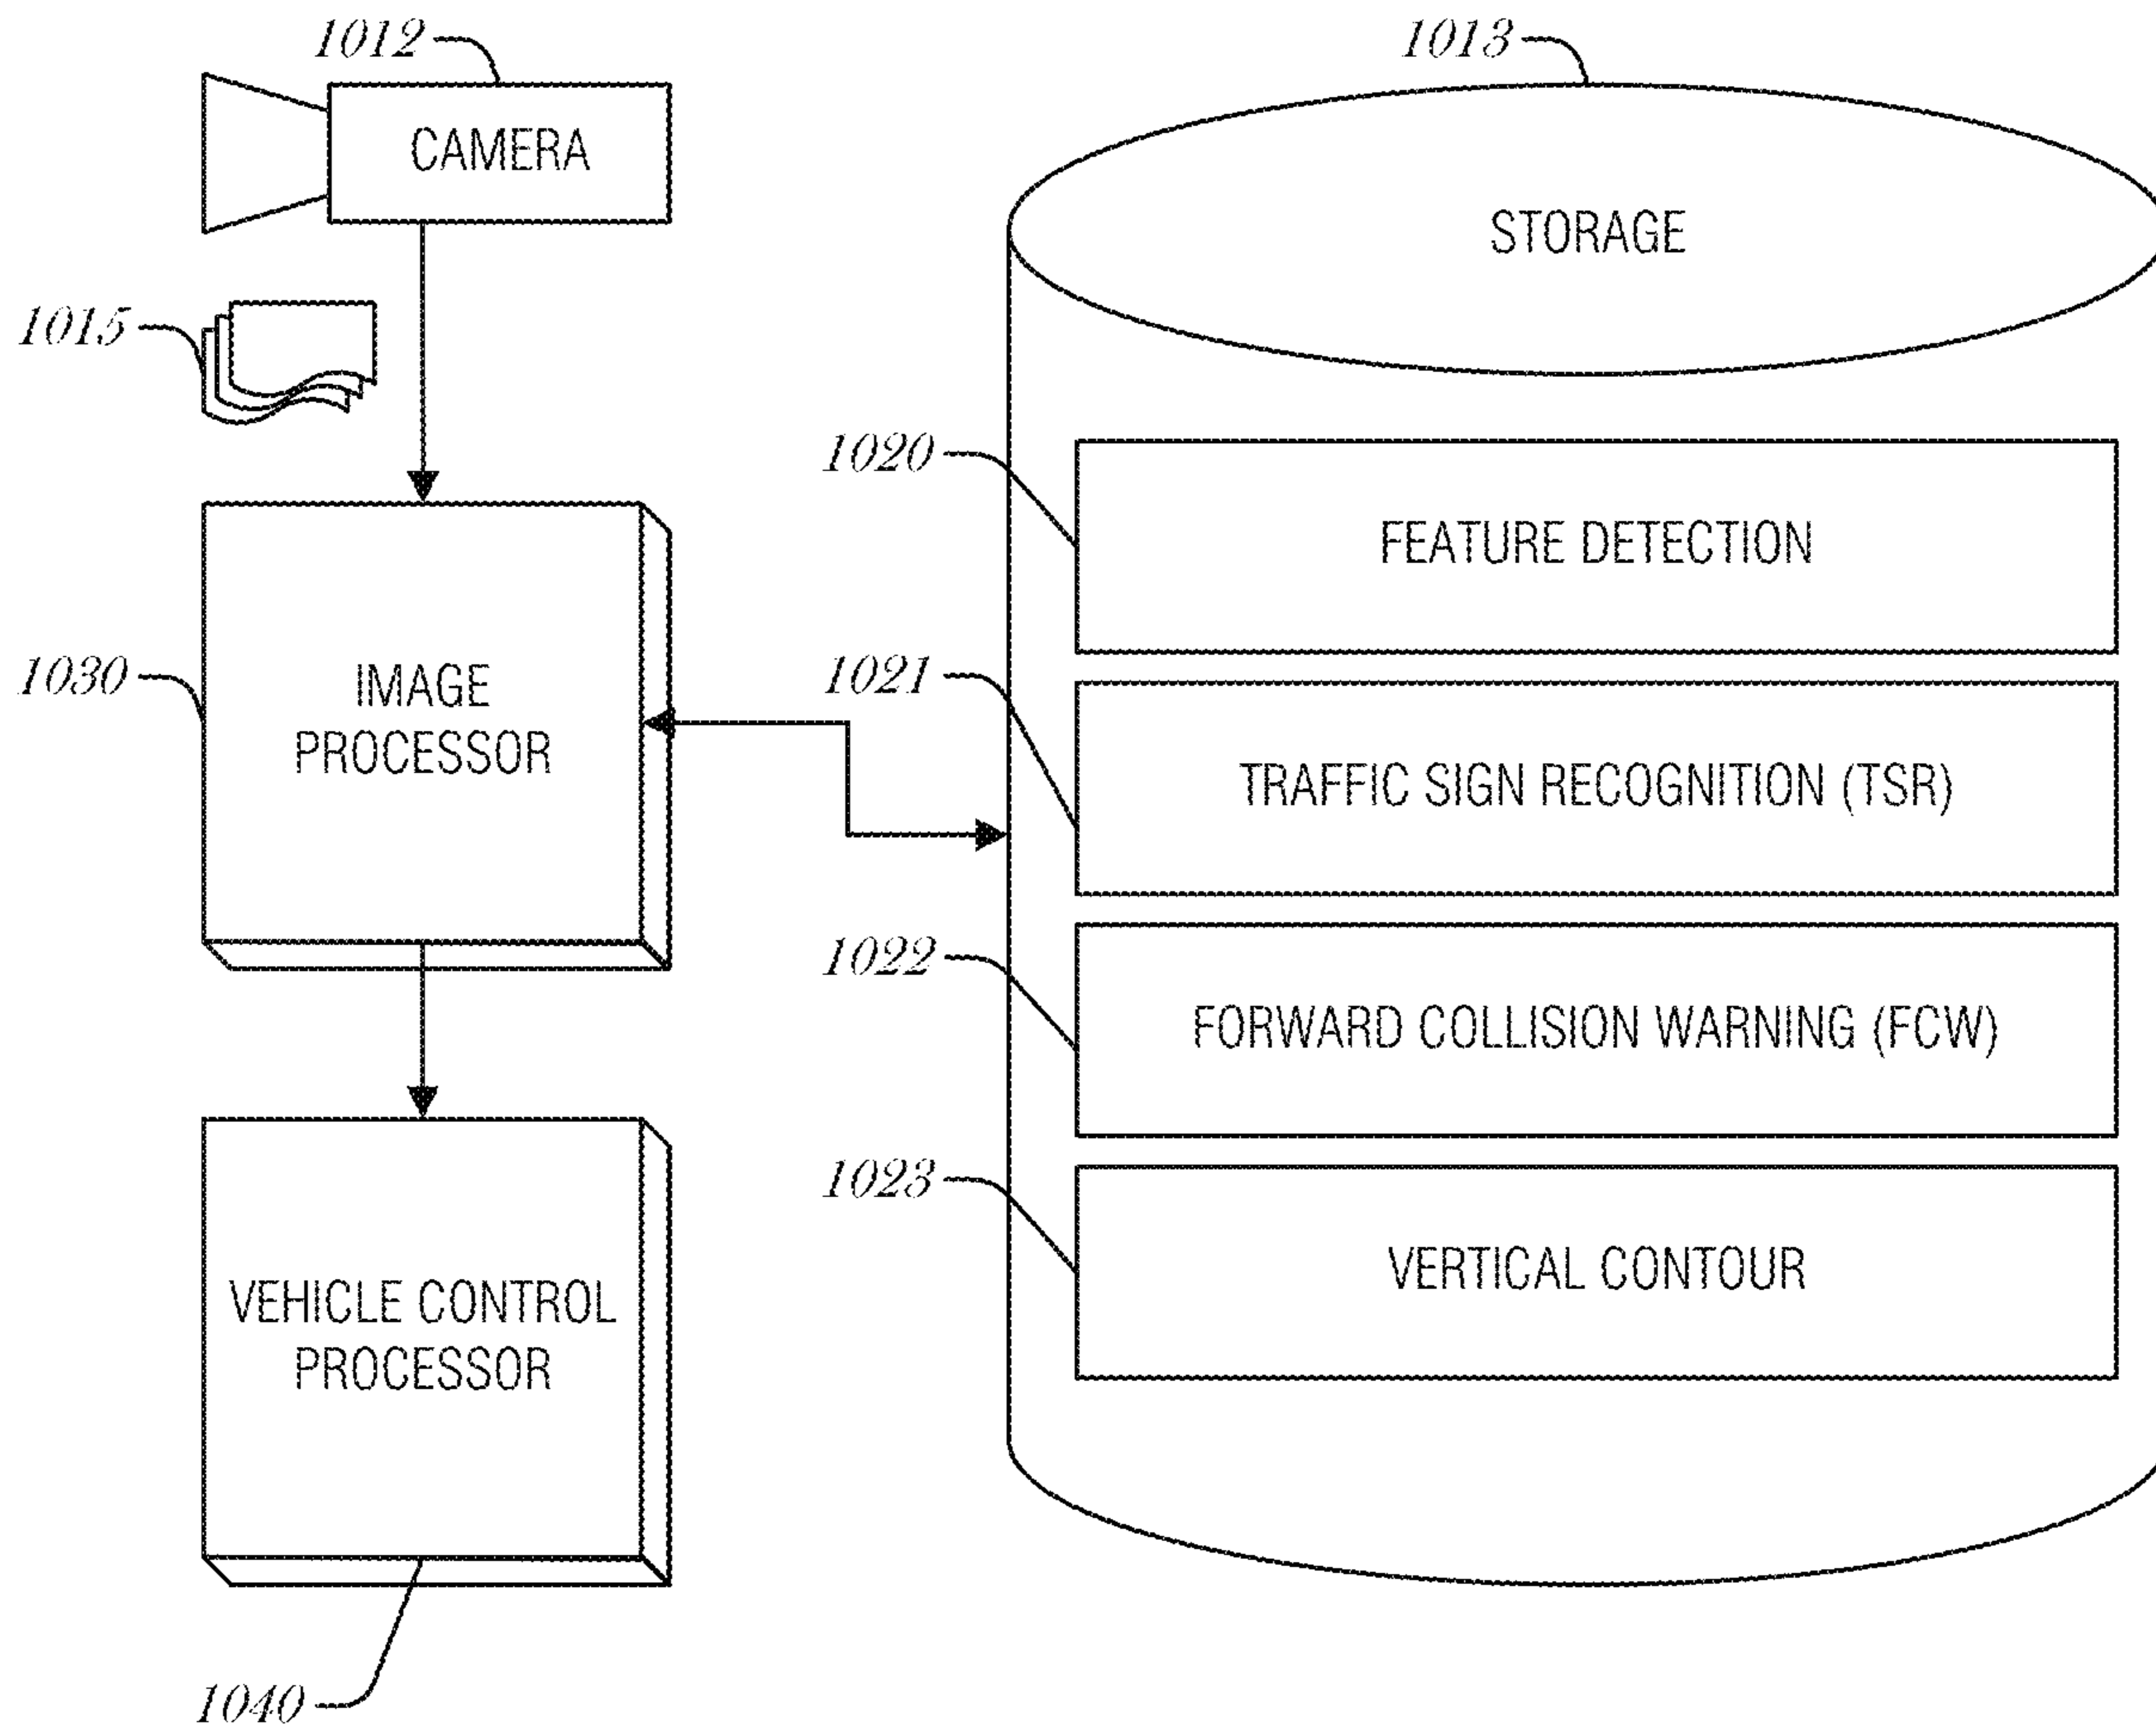 1012
CAMERA
1013
STORAGE
1015
1020
FEATURE DETECTION
1030
IMAGE
PROCESSOR
1021
TRAFFIC SIGN RECOGNITION (TSR)
1022
FORWARD COLLISION WARNING (FCW)
1023
VERTICAL CONTOUR
VEHICLE CONTROL
PROCESSOR
1040